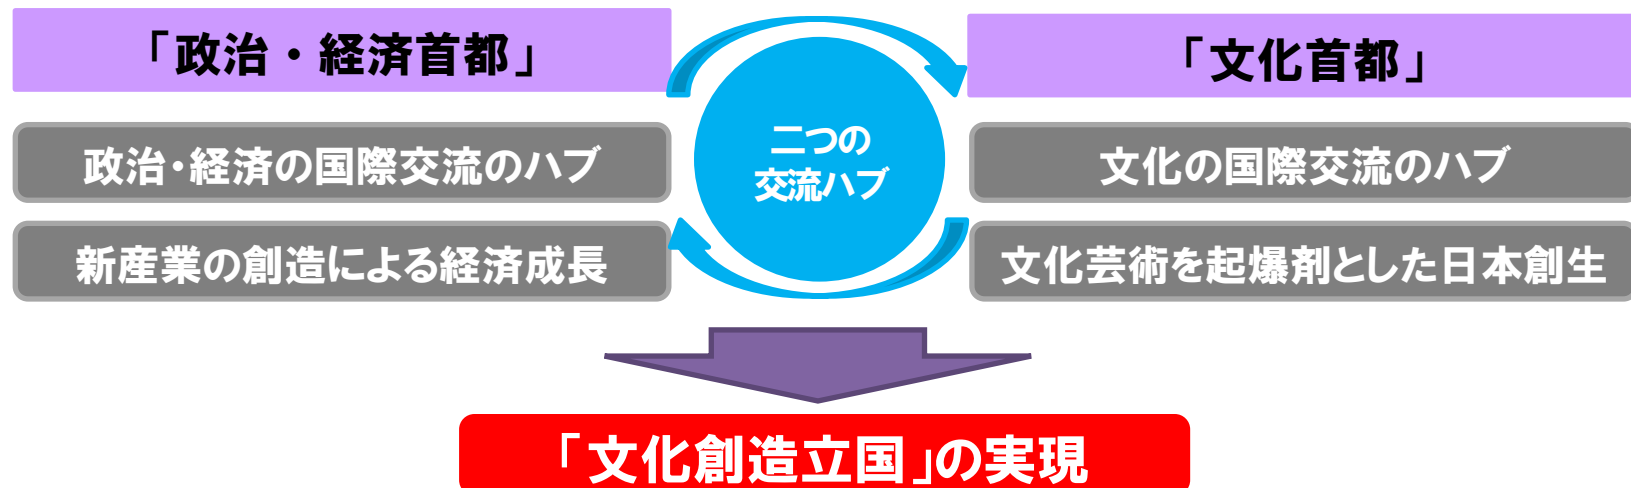 「政治・経済首都」
政治・経済の国際交流のハブ
新産業の創造による経済成長
二つの
交流ハブ
「文化首都」
文化の国際交流のハブ
文化芸術を起爆剤とした日本創生
「文化創造立国」の実現